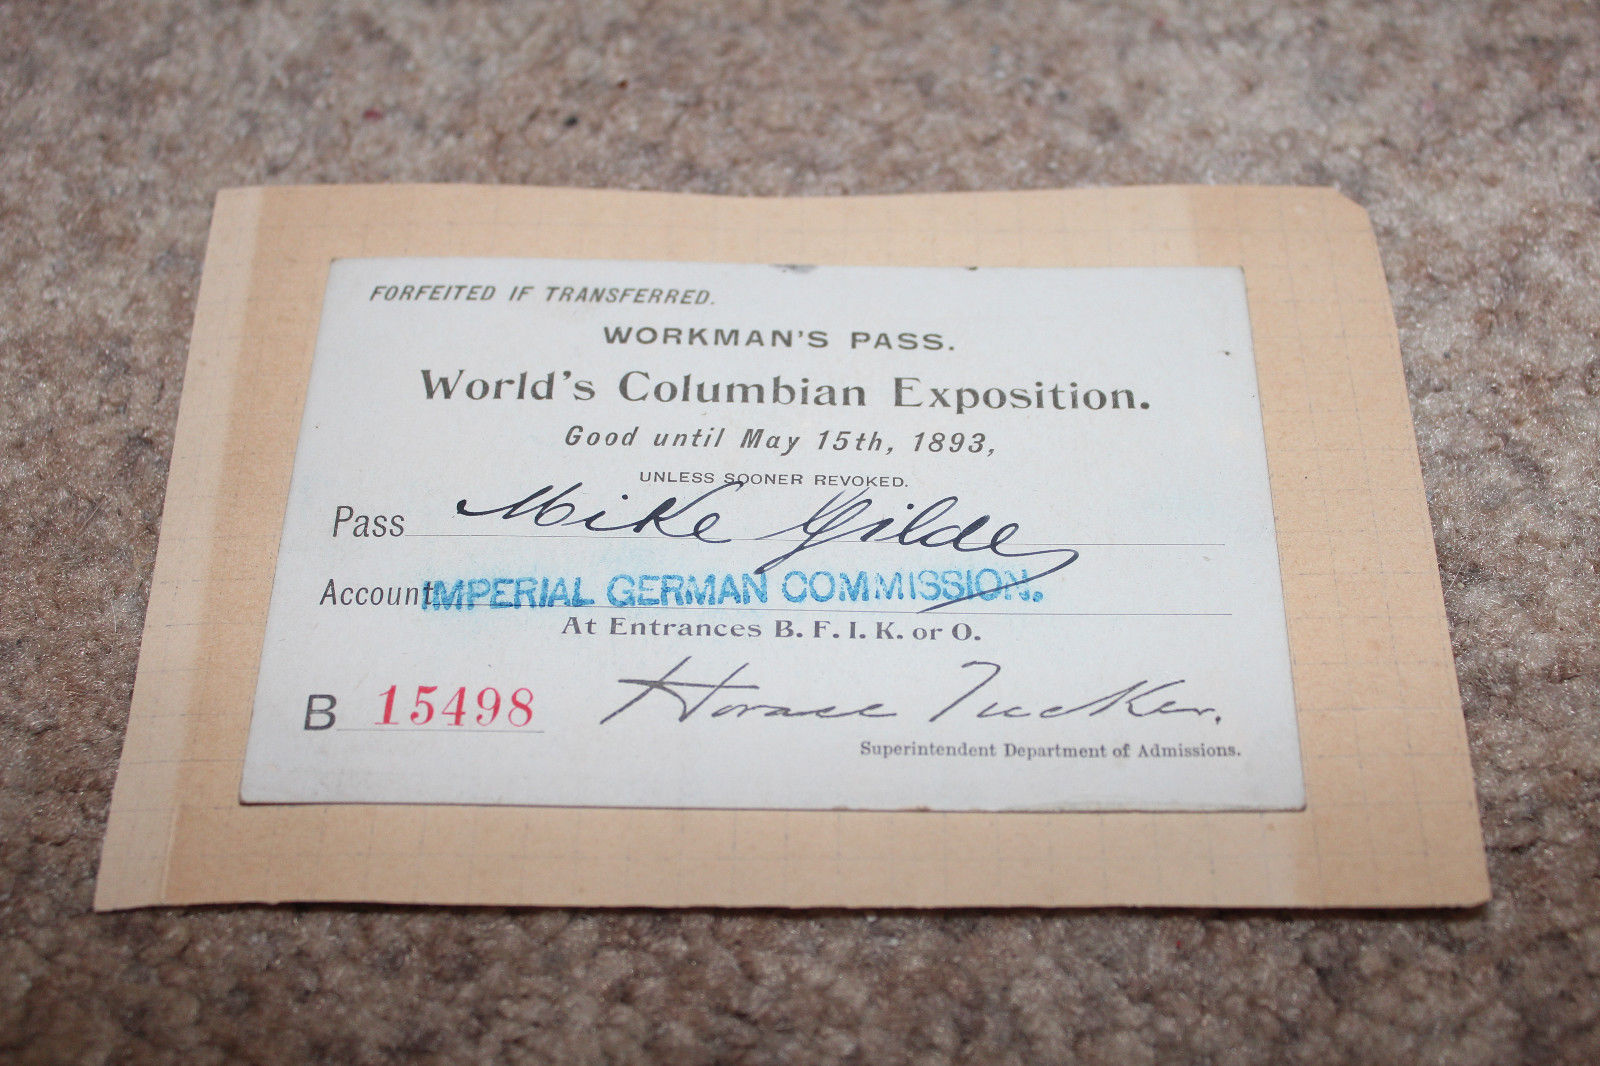 FORFEITED IF TRANSFERRED.
WORKMAN'S PASS.
World's Columbian Exposition.
Good until May 15th, 1893,
UNLESS SOONER REVOKED.
Pass Mike Gilde
Account IMPERIAL GERMAN COMMISSION.
At Entrances B. F. I. K. or O.
B 15498
Horace Tucker.
Superintendent Department of Admissions.